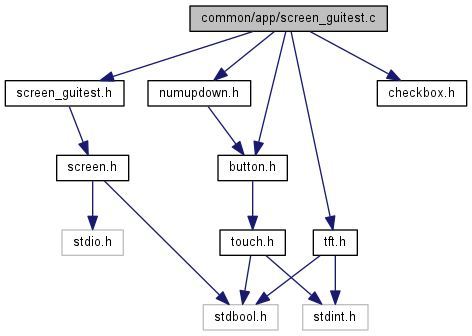 common/app/screen_guitest.c
screen_guitest.h
numupdown.h
checkbox.h
screen.h
button.h
stdio.h
touch.h
tft.h
stdbool.h
stdint.h